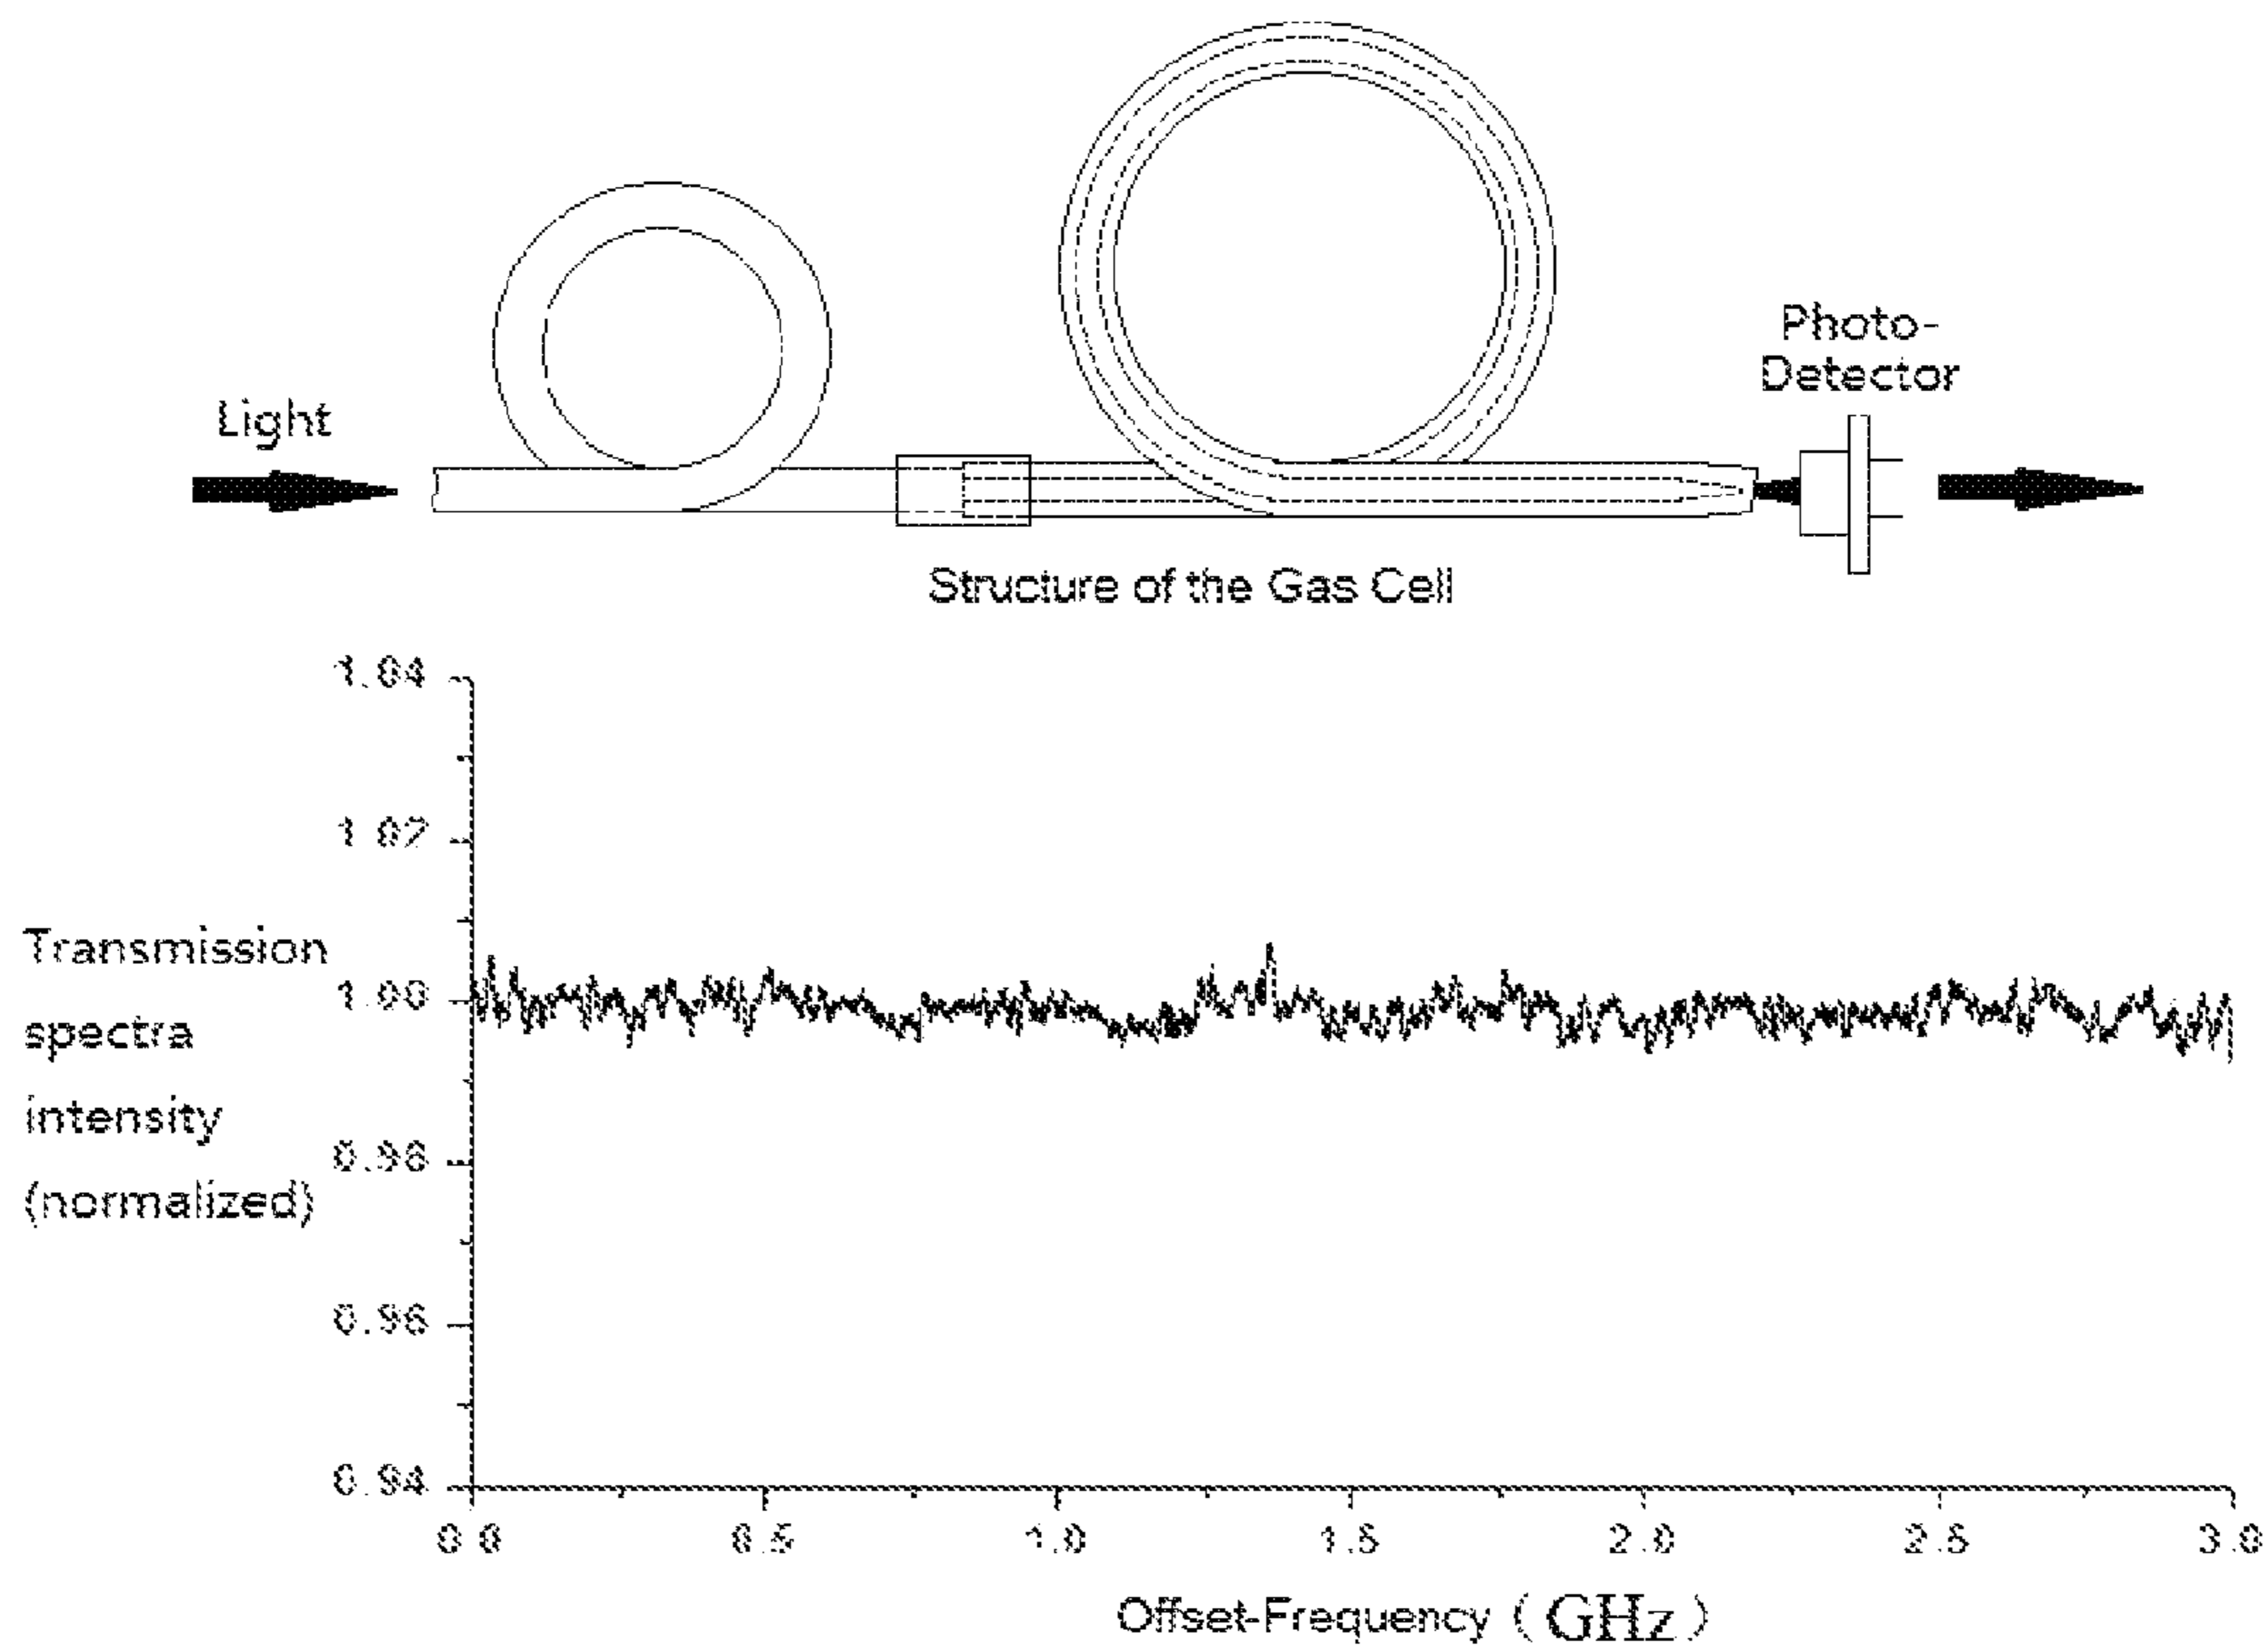 Photo-
Detector
Light
Structure of the Gas Cell
1.04
1.02
1.00
0.98
0.96
0.94
Transmission
spectra
intensity
(normalized)
0.0 0.5 1.0 1.5 2.0 2.5 3.0
Offset-Frequency (GHz)